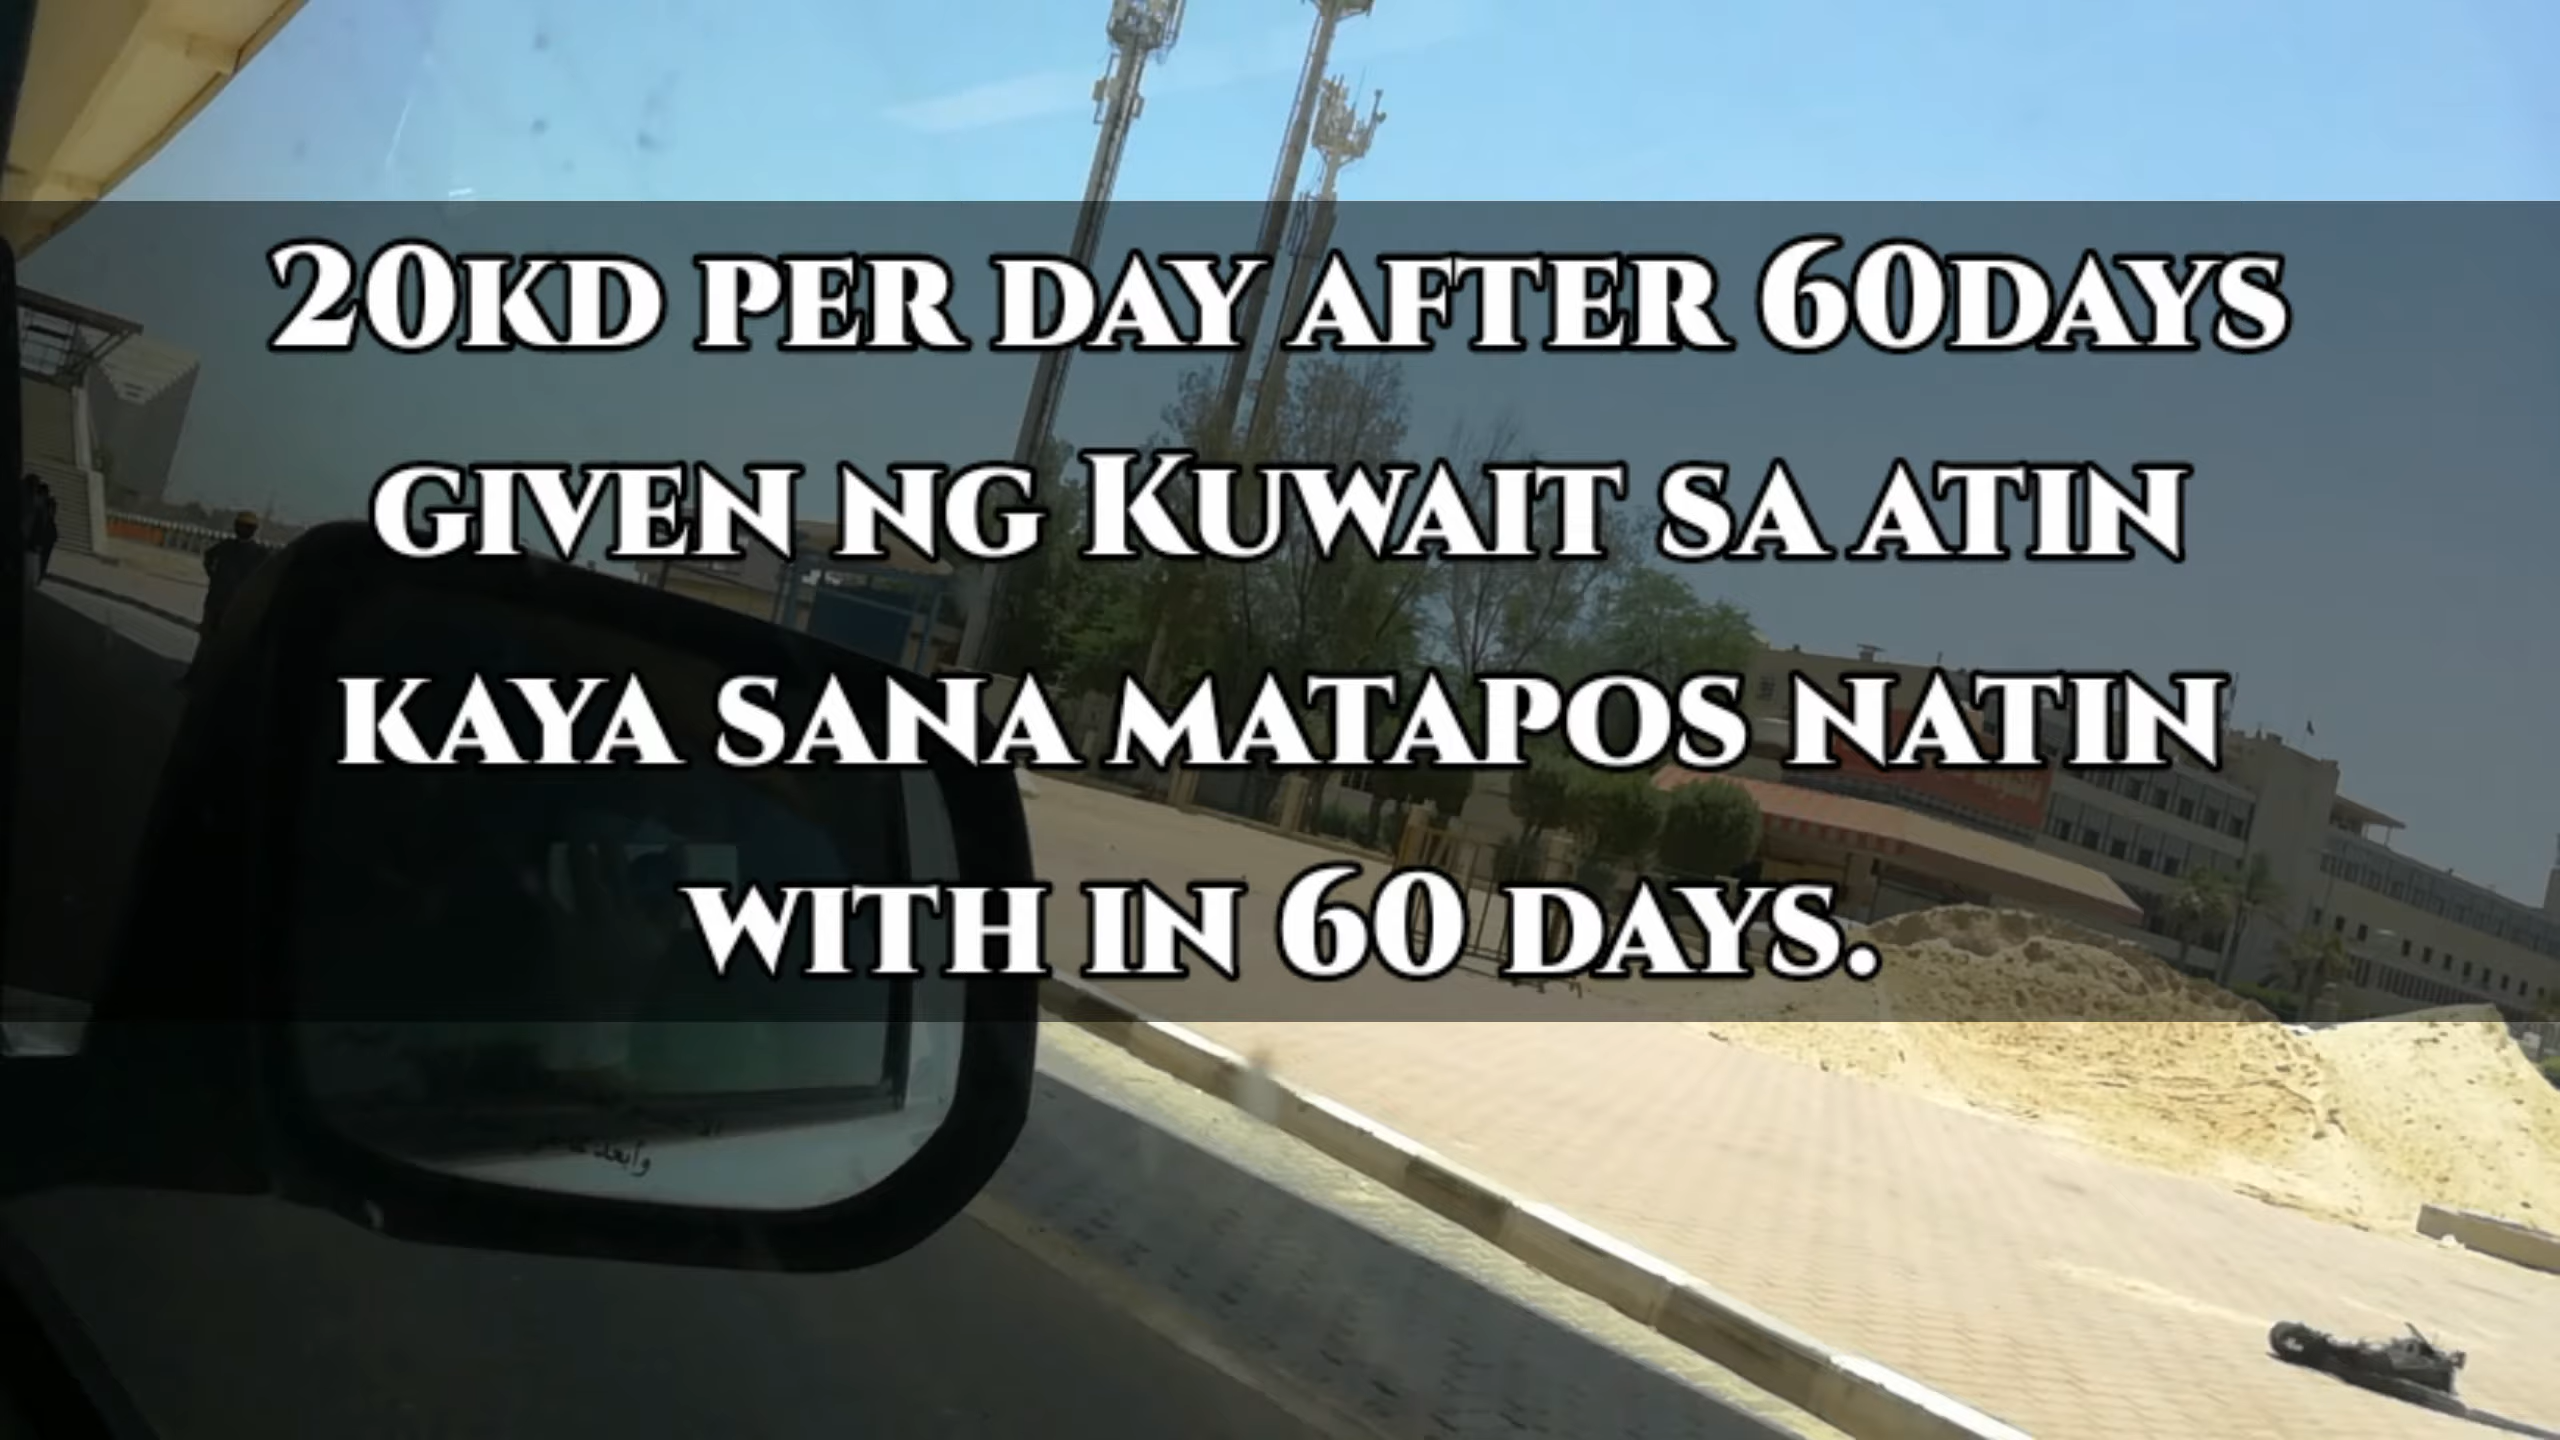 20KD PER DAY AFTER 60DAYS
GIVEN NG KUWAIT SA ATIN
KAYA SANA MATAPOS NATIN
WITH IN 60 DAYS.